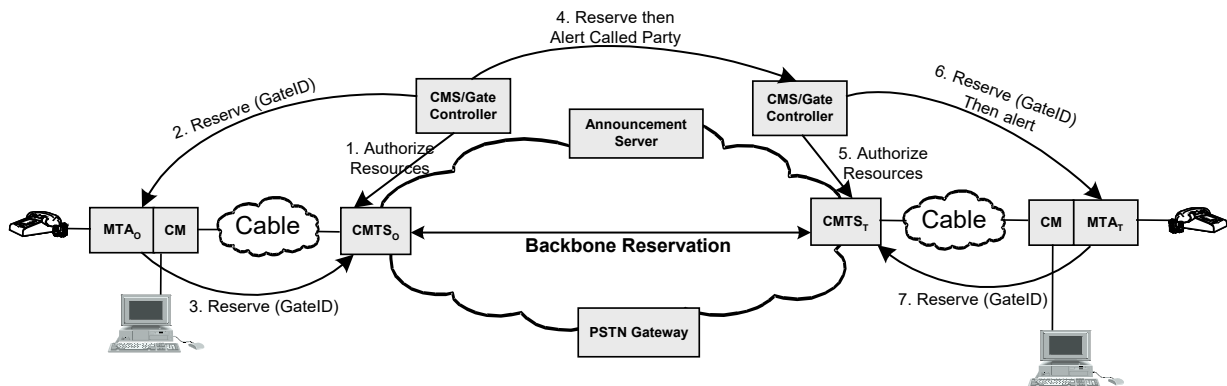 4. Reserve then
Alert Called Party
2. Reserve (GateID)
CMS/Gate
Controller
CMS/Gate
Controller
6. Reserve (GateID)
Then alert
Announcement
Server
1. Authorize
Resources
5. Authorize
Resources
MTAO
CM
Cable
CMTSO
Backbone Reservation
CMTST
Cable
CM
MTAT
3. Reserve (GateID)
7. Reserve (GateID)
PSTN Gateway